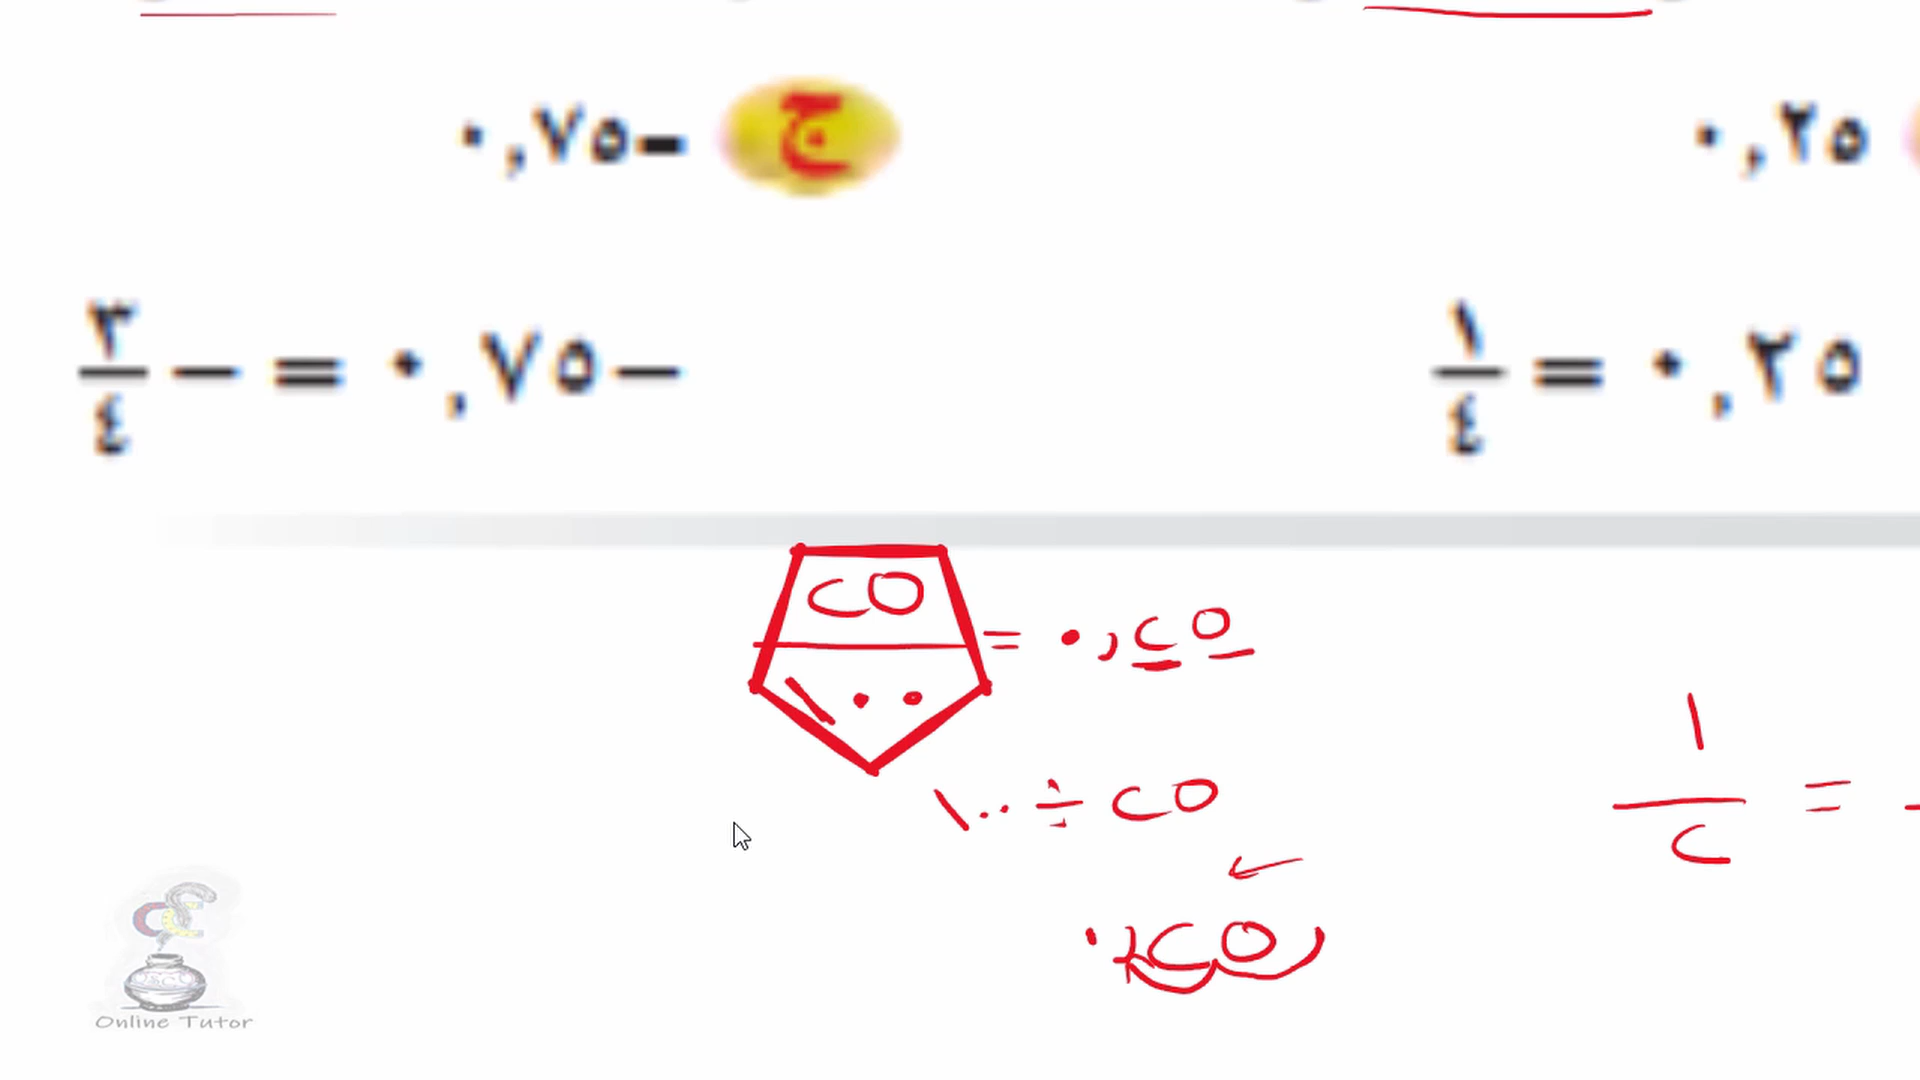 ٠,٢٥
ج -٠,٧٥
٠,٢٥ = ١/٤
-٠,٧٥ = -٣/٤
٢٥/١٠٠ = ٠,٢٥
٢٥ ÷ ١٠٠
٠,٢٥
١/٢ =
Online Tutor